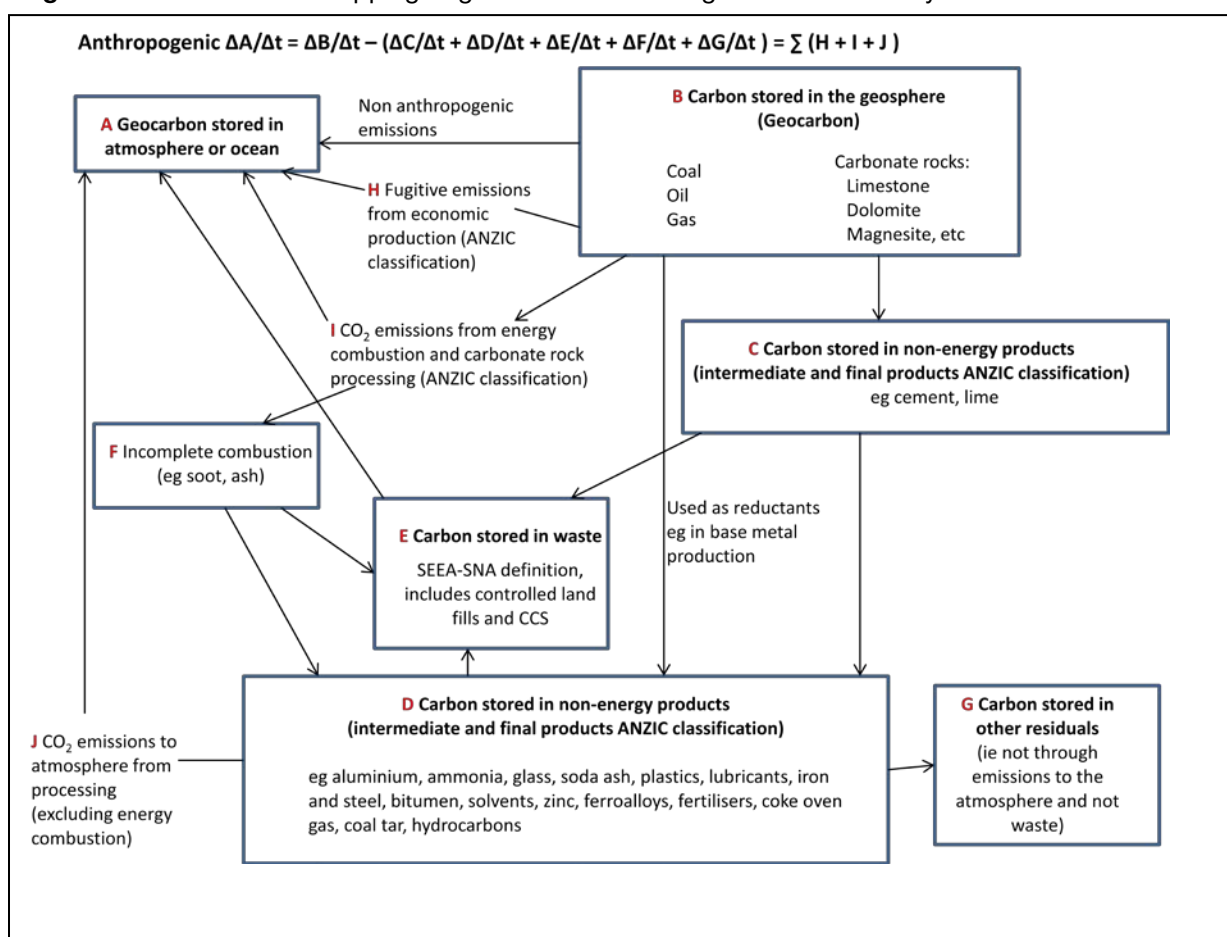 Anthropogenic ΔA/Δt = ΔB/Δt – (ΔC/Δt + ΔD/Δt + ΔE/Δt + ΔF/Δt + ΔG/Δt ) = ∑ (H + I + J )
A Geocarbon stored in
atmosphere or ocean
Non anthropogenic
emissions
B Carbon stored in the geosphere
(Geocarbon)
Coal
Oil
Gas
Carbonate rocks:
Limestone
Dolomite
Magnesite, etc
H Fugitive emissions
from economic
production (ANZIC
classification)
I CO₂ emissions from energy
combustion and carbonate rock
processing (ANZIC classification)
C Carbon stored in non-energy products
(intermediate and final products ANZIC classification)
eg cement, lime
F Incomplete combustion
(eg soot, ash)
E Carbon stored in waste
SEEA-SNA definition,
includes controlled land
fills and CCS
Used as reductants
eg in base metal
production
D Carbon stored in non-energy products
(intermediate and final products ANZIC classification)
eg aluminium, ammonia, glass, soda ash, plastics, lubricants, iron
and steel, bitumen, solvents, zinc, ferroalloys, fertilisers, coke oven
gas, coal tar, hydrocarbons
G Carbon stored in
other residuals
(ie not through
emissions to the
atmosphere and not
waste)
J CO₂ emissions to
atmosphere from
processing
(excluding energy
combustion)